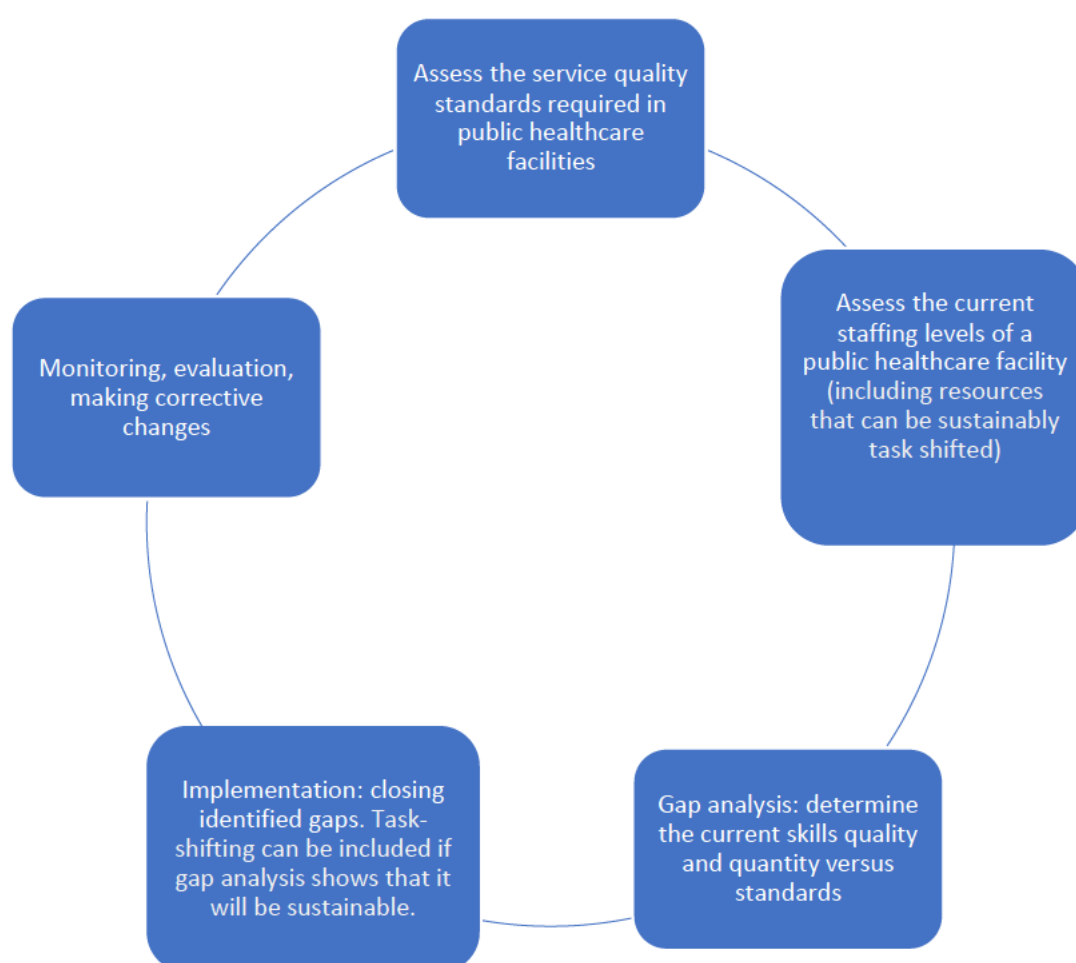 Assess the service quality
standards required in
public healthcare
facilities
Assess the current
staffing levels of a
public healthcare facility
(including resources
that can be sustainably
task shifted)
Gap analysis: determine
the current skills quality
and quantity versus
standards
Implementation: closing
identified gaps. Task-
shifting can be included if
gap analysis shows that it
will be sustainable.
Monitoring, evaluation,
making corrective
changes